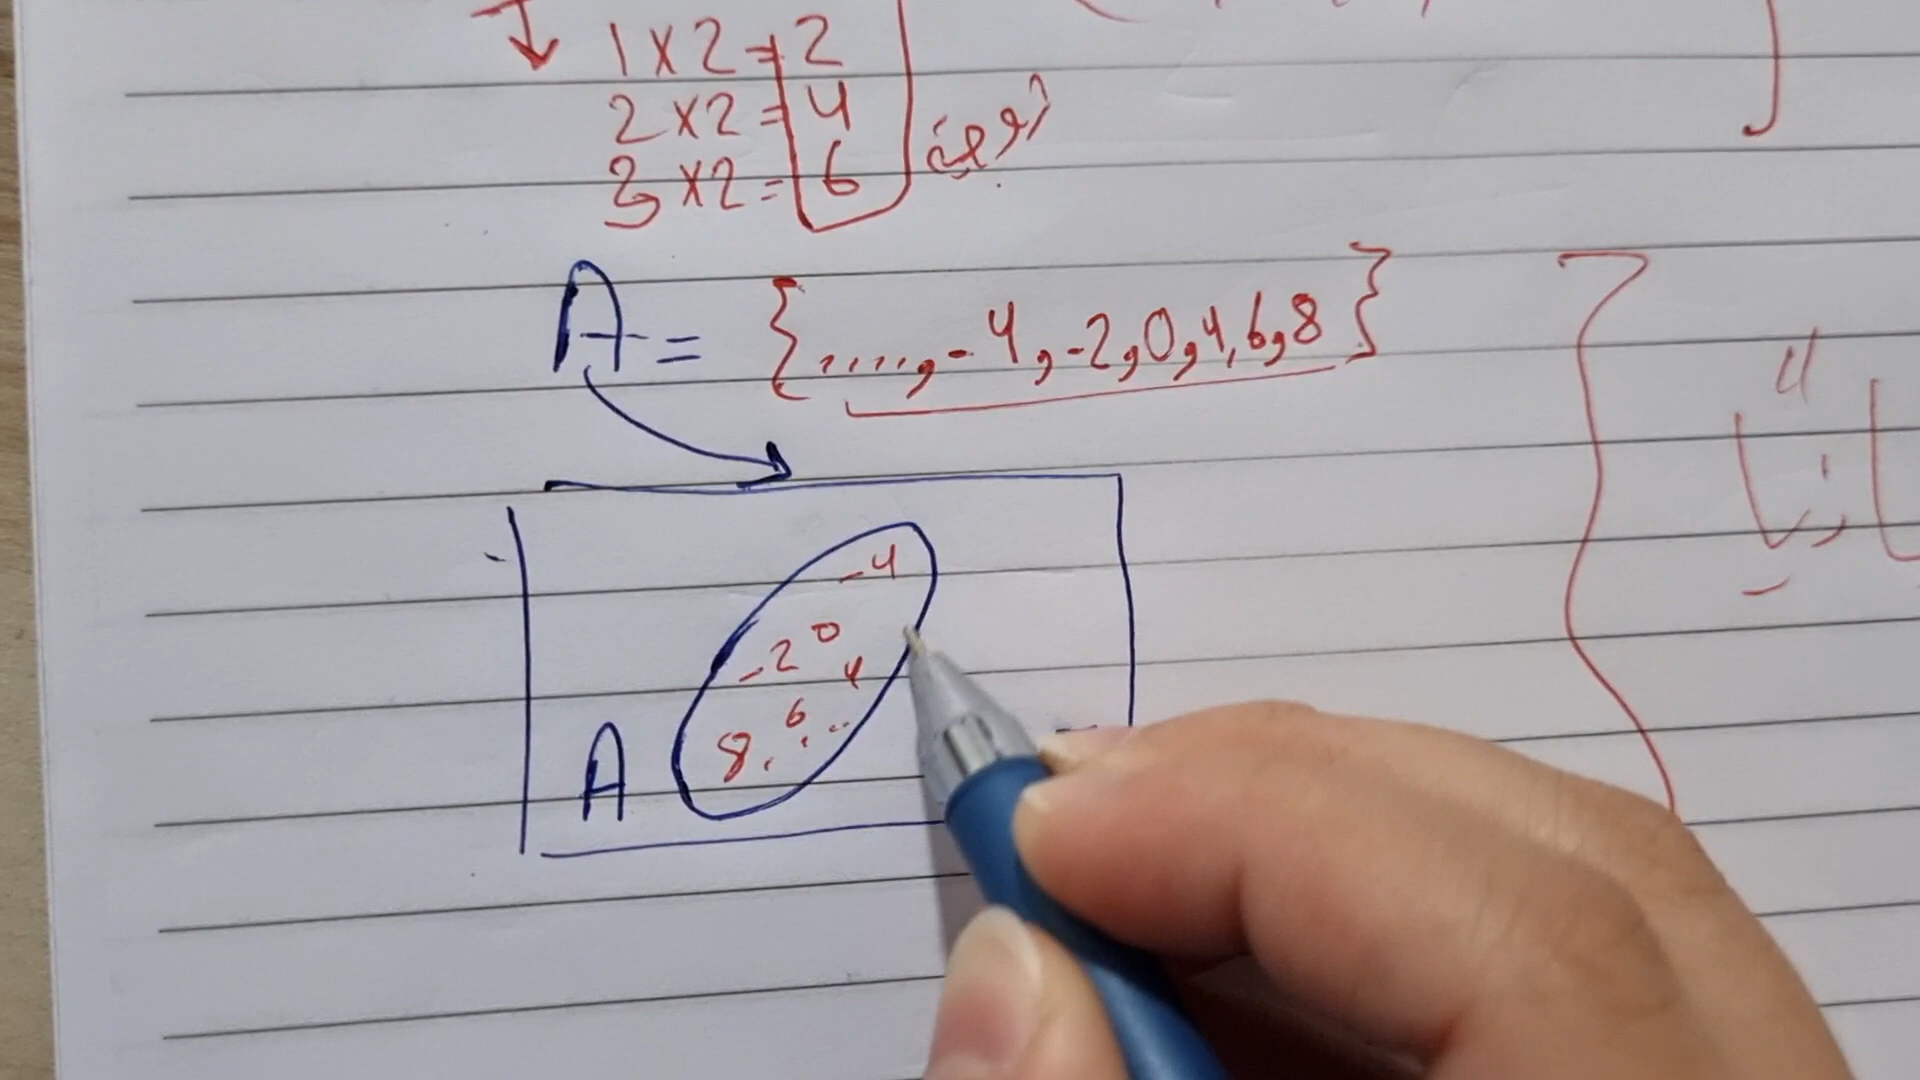 1 x 2 = 2
2 x 2 = 4
3 x 2 = 6 زوجية
A = {....., -4, -2, 0, 4, 6, 8}
-4
-2 0
4
6
8, . ..
A